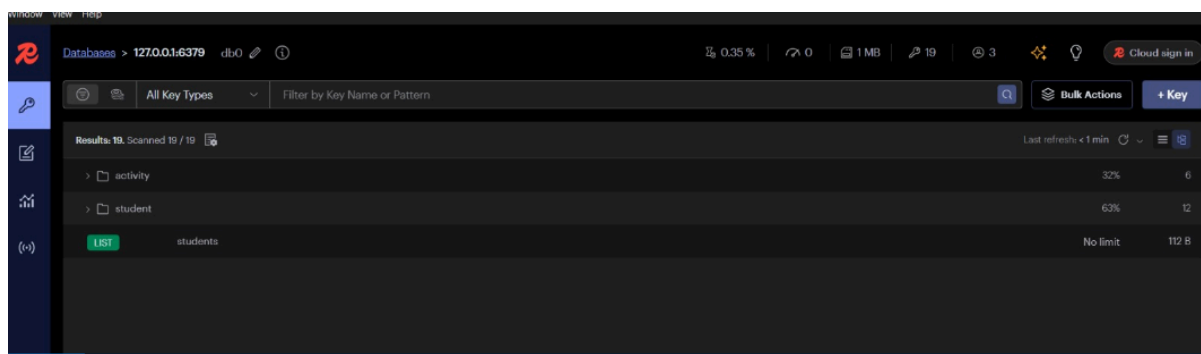 Window View Help
Databases > 127.0.0.1:6379 db0 0.35 % 0 1 MB 19 3 Cloud sign in
All Key Types Filter by Key Name or Pattern Bulk Actions + Key
Results: 19. Scanned 19 / 19 Last refresh: < 1 min
activity 32% 6
student 63% 12
LIST students No limit 112 B